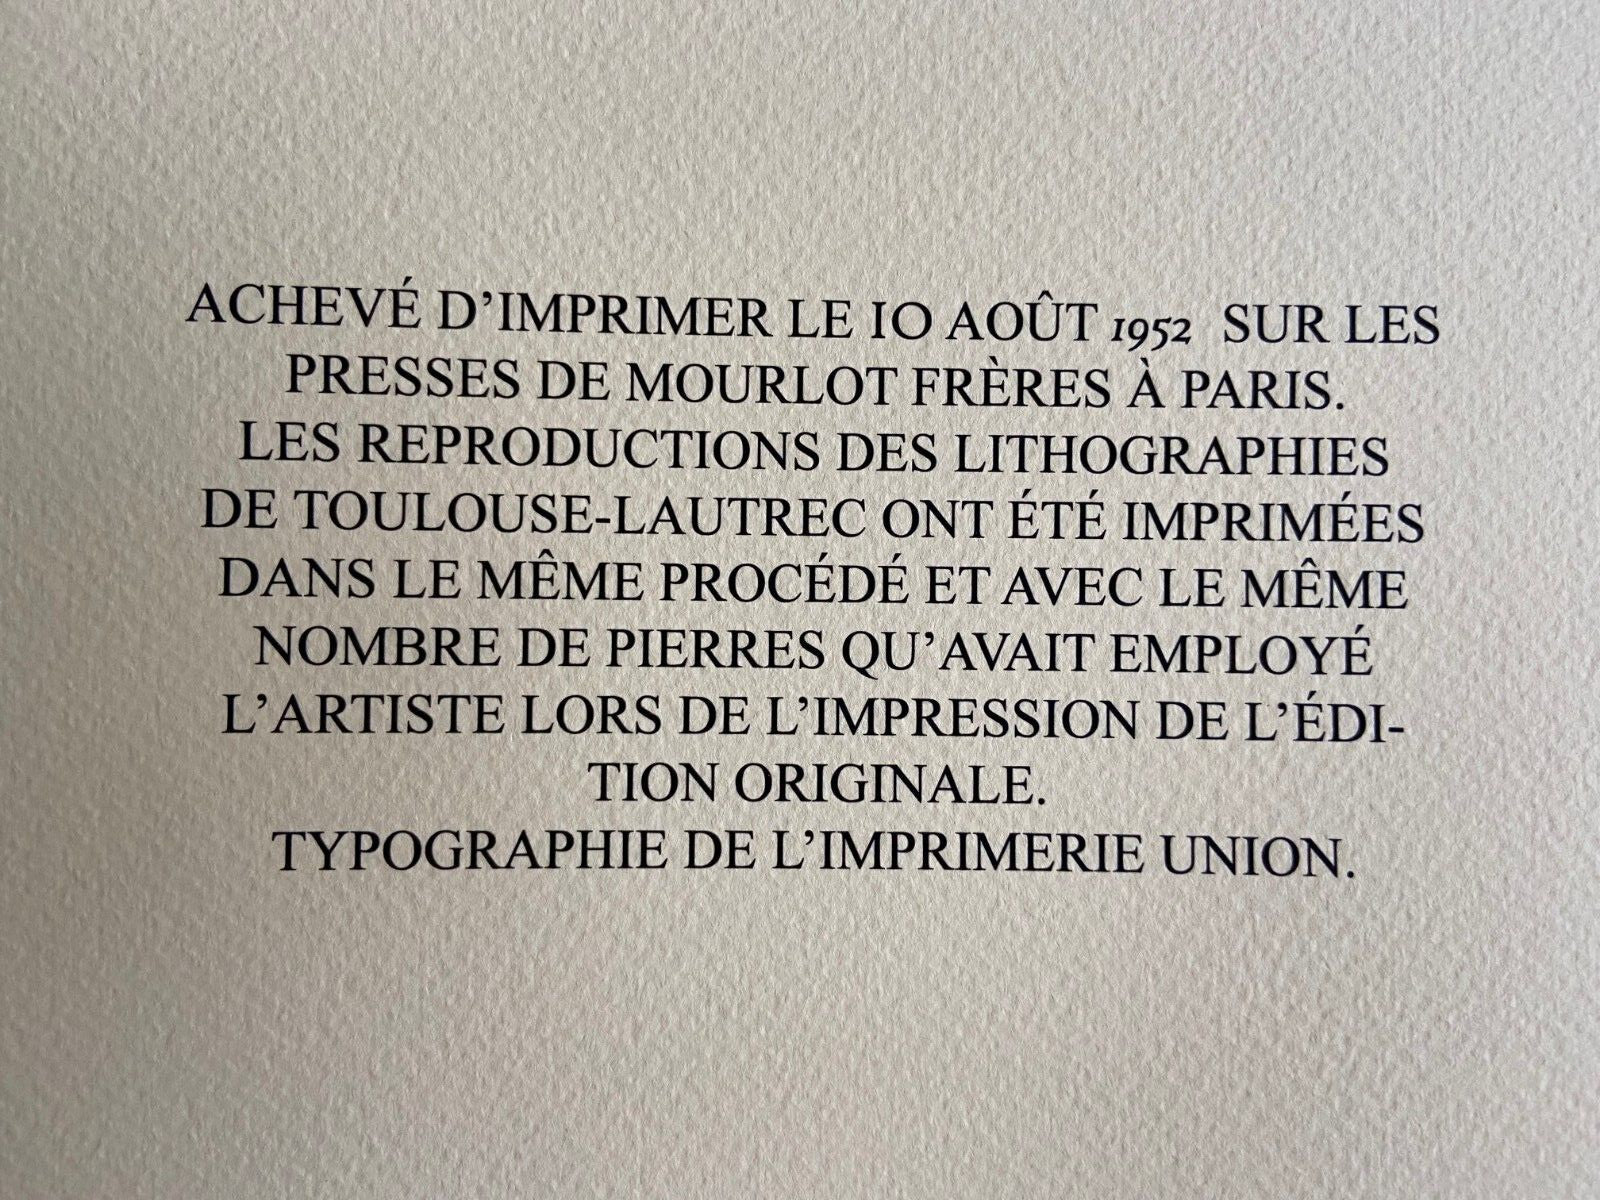 ACHEVÉ D’IMPRIMER LE 10 AOÛT 1952 SUR LES
PRESSES DE MOURLOT FRÈRES À PARIS.
LES REPRODUCTIONS DES LITHOGRAPHIES
DE TOULOUSE-LAUTREC ONT ÉTÉ IMPRIMÉES
DANS LE MÊME PROCÉDÉ ET AVEC LE MÊME
NOMBRE DE PIERRES QU’AVAIT EMPLOYÉ
L’ARTISTE LORS DE L’IMPRESSION DE L’ÉDI-
TION ORIGINALE.
TYPOGRAPHIE DE L’IMPRIMERIE UNION.